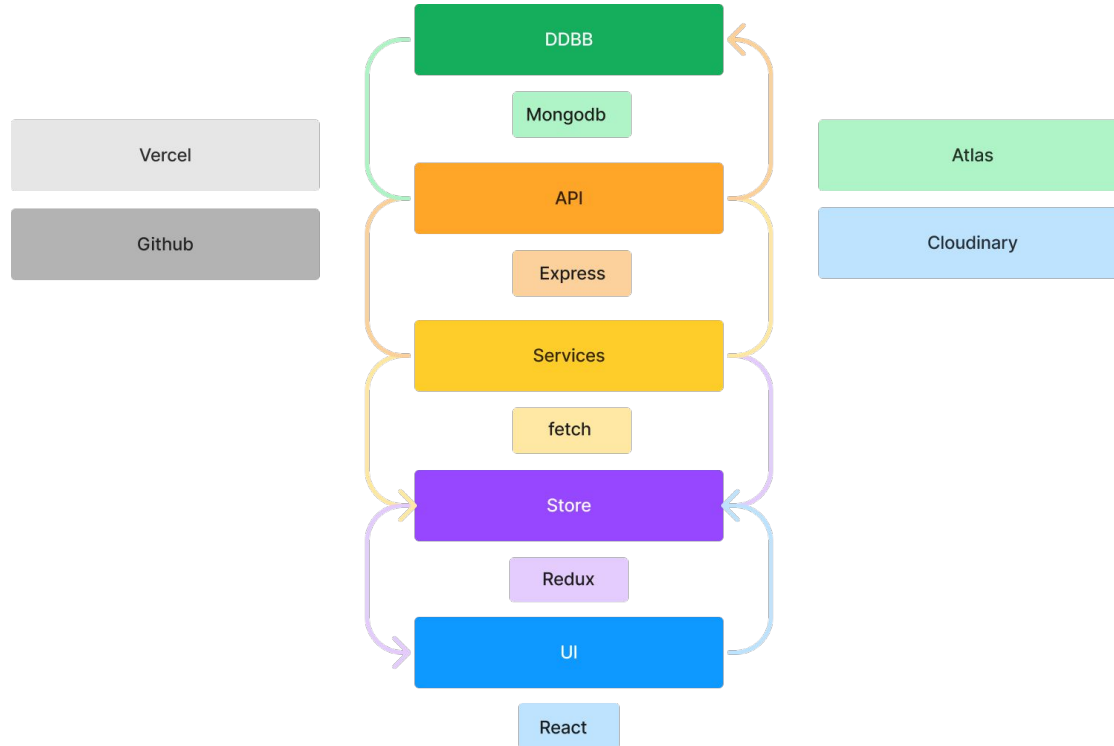 DDBB
Mongodb
Vercel
Atlas
API
Github
Cloudinary
Express
Services
fetch
Store
Redux
UI
React